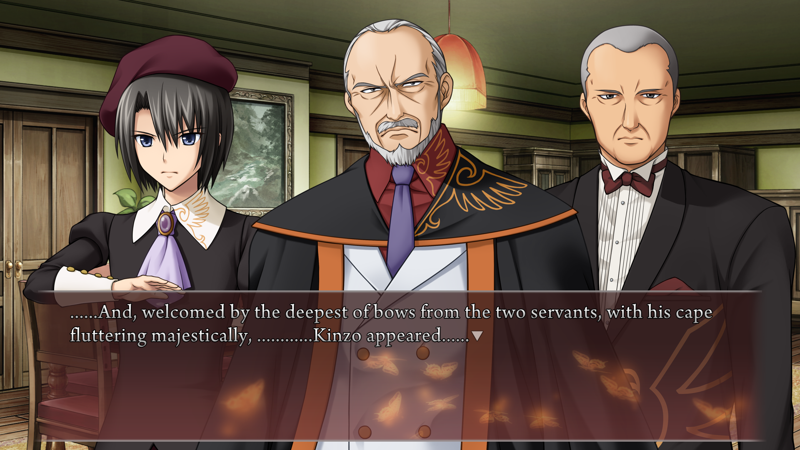 ......And, welcomed by the deepest of bows from the two servants, with his cape
fluttering majestically, ............Kinzo appeared......